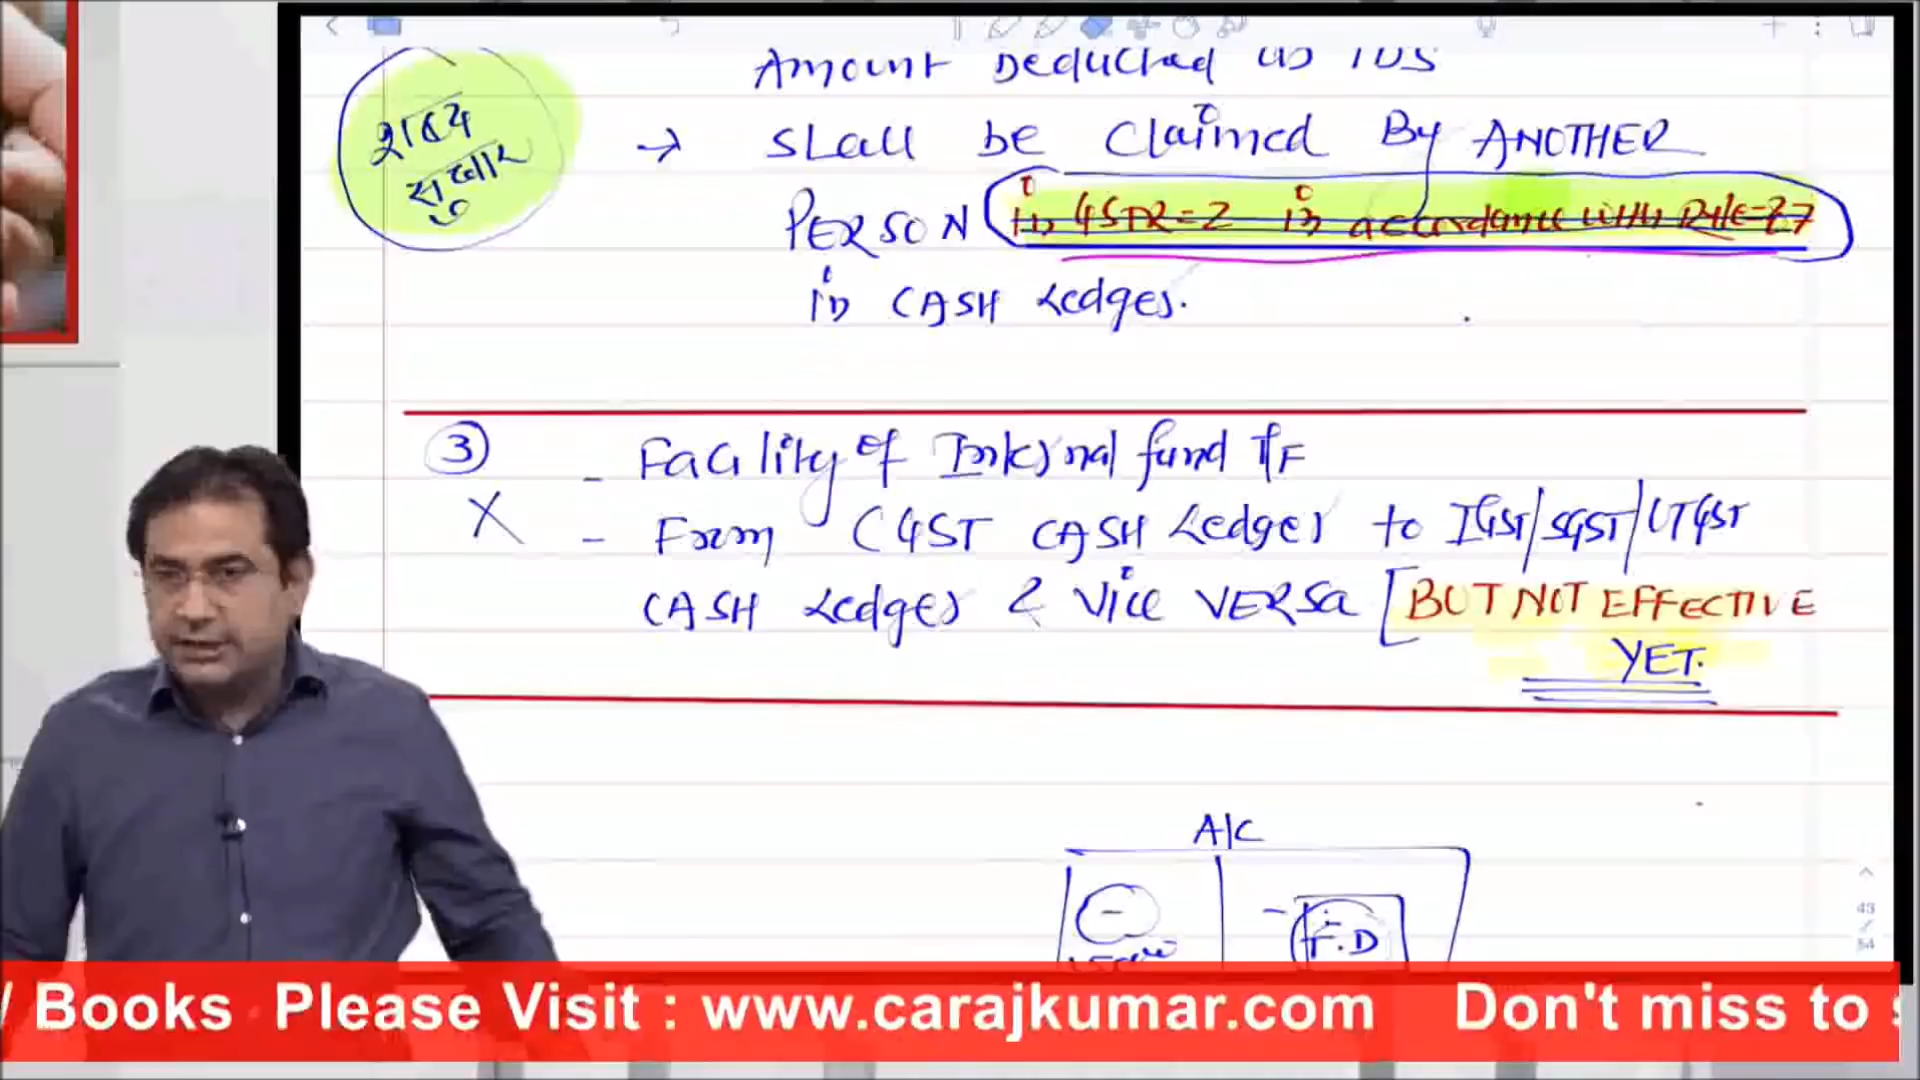 Amount Deducted as TDS
→ shall be claimed By ANOTHER
PERSON (in GSTR-2 in accordance with Rule-87)
in CASH Ledger.
③ - Facility of Internal fund T/F
X - From CGST CASH Ledger to IGST/SGST/UTGST
CASH Ledger & Vice VERSA [BUT NOT EFFECTIVE
YET.
A/C
F.D
43
/
54
/ Books Please Visit : www.carajkumar.com Don't miss to